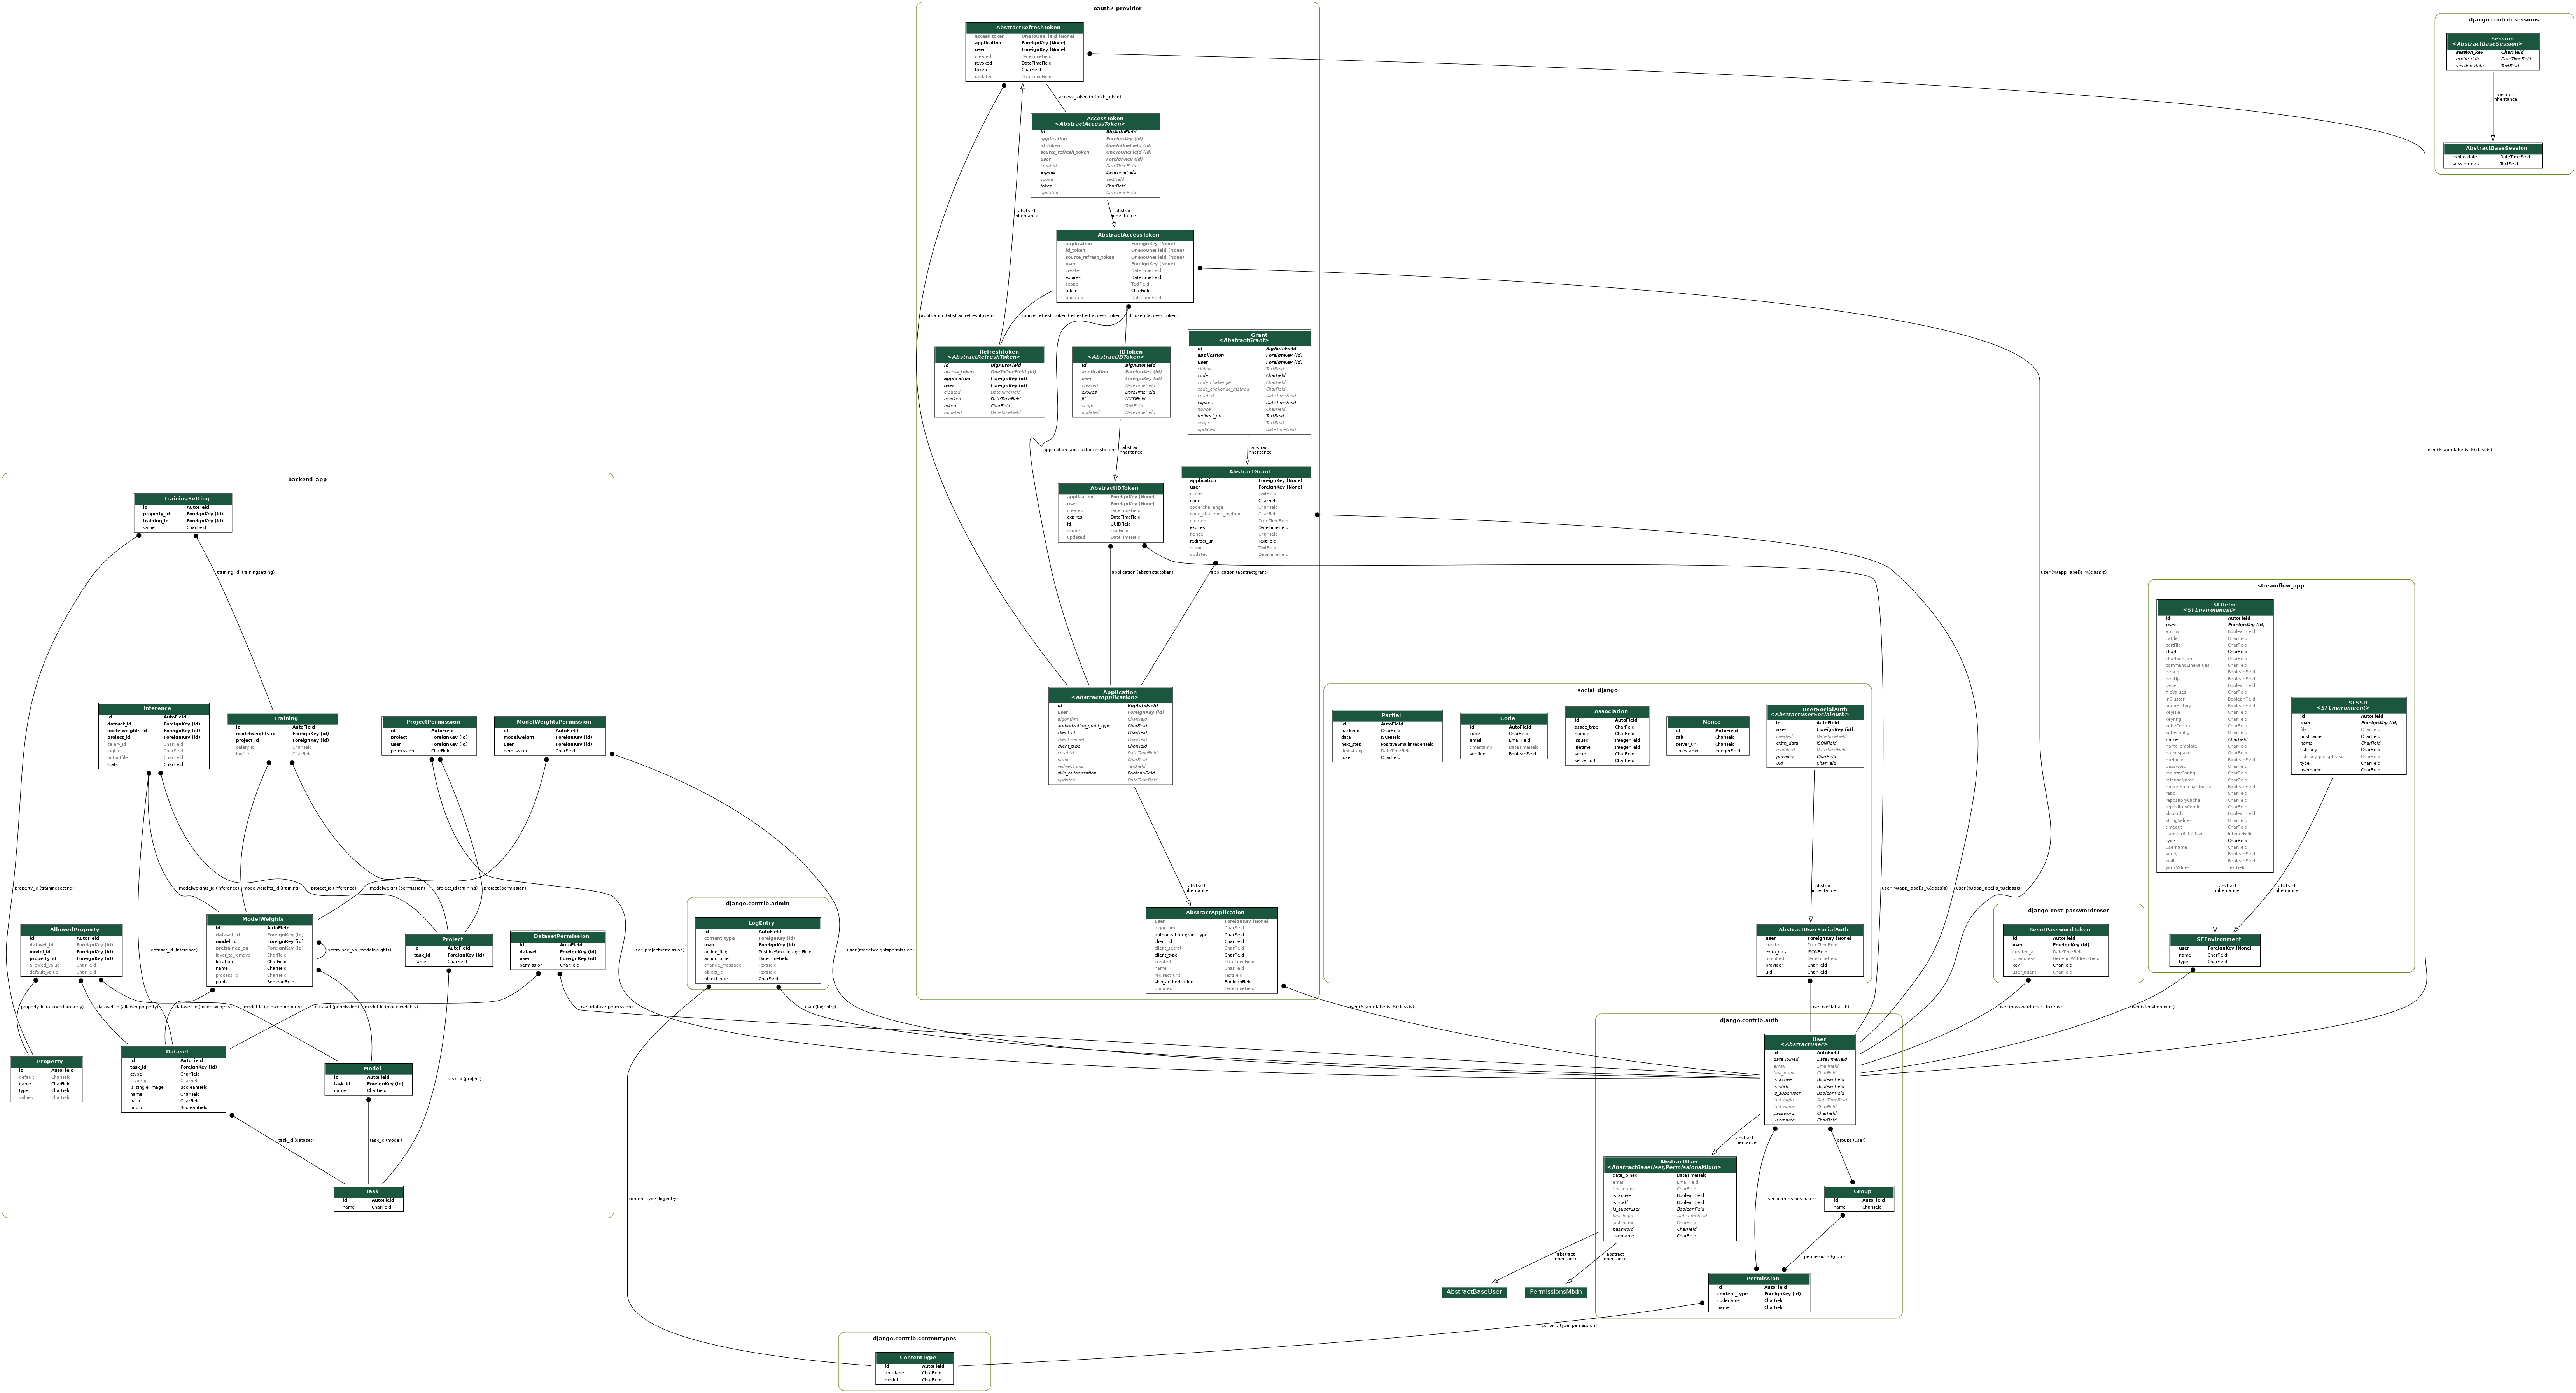 oauth2_provider
AbstractRefreshToken
access_token OneToOneField (None)
application ForeignKey (None)
user ForeignKey (None)
created DateTimeField
revoked DateTimeField
token CharField
updated DateTimeField
access_token (refresh_token)
AccessToken
<AbstractAccessToken>
id BigAutoField
application ForeignKey (id)
id_token OneToOneField (id)
source_refresh_token OneToOneField (id)
user ForeignKey (id)
created DateTimeField
expires DateTimeField
scope TextField
token CharField
updated DateTimeField
abstract
inheritance
abstract
inheritance
AbstractAccessToken
application ForeignKey (None)
id_token OneToOneField (None)
source_refresh_token OneToOneField (None)
user ForeignKey (None)
created DateTimeField
expires DateTimeField
scope TextField
token CharField
updated DateTimeField
application (abstractrefreshtoken)
source_refresh_token (refreshed_access_token)
id_token (access_token)
RefreshToken
<AbstractRefreshToken>
id BigAutoField
access_token OneToOneField (id)
application ForeignKey (id)
user ForeignKey (id)
created DateTimeField
revoked DateTimeField
token CharField
updated DateTimeField
IDToken
<AbstractIDToken>
id BigAutoField
application ForeignKey (id)
user ForeignKey (id)
created DateTimeField
expires DateTimeField
jti UUIDField
scope TextField
updated DateTimeField
Grant
<AbstractGrant>
id BigAutoField
application ForeignKey (id)
user ForeignKey (id)
claims TextField
code CharField
code_challenge CharField
code_challenge_method CharField
created DateTimeField
expires DateTimeField
nonce CharField
redirect_uri TextField
scope TextField
updated DateTimeField
application (abstractaccesstoken)
abstract
inheritance
abstract
inheritance
AbstractIDToken
application ForeignKey (None)
user ForeignKey (None)
created DateTimeField
expires DateTimeField
jti UUIDField
scope TextField
updated DateTimeField
AbstractGrant
application ForeignKey (None)
user ForeignKey (None)
claims TextField
code CharField
code_challenge CharField
code_challenge_method CharField
created DateTimeField
expires DateTimeField
nonce CharField
redirect_uri TextField
scope TextField
updated DateTimeField
application (abstractidtoken)
application (abstractgrant)
Application
<AbstractApplication>
id BigAutoField
user ForeignKey (id)
algorithm CharField
authorization_grant_type CharField
client_id CharField
client_secret CharField
client_type CharField
created DateTimeField
name CharField
redirect_uris TextField
skip_authorization BooleanField
updated DateTimeField
abstract
inheritance
AbstractApplication
user ForeignKey (None)
algorithm CharField
authorization_grant_type CharField
client_id CharField
client_secret CharField
client_type CharField
created DateTimeField
name CharField
redirect_uris TextField
skip_authorization BooleanField
updated DateTimeField
django.contrib.sessions
Session
<AbstractBaseSession>
session_key CharField
expire_date DateTimeField
session_data TextField
abstract
inheritance
AbstractBaseSession
expire_date DateTimeField
session_data TextField
user (%(app_label)s_%(class)s)
user (%(app_label)s_%(class)s)
user (%(app_label)s_%(class)s)
user (%(app_label)s_%(class)s)
user (%(app_label)s_%(class)s)
backend_app
TrainingSetting
id AutoField
property_id ForeignKey (id)
training_id ForeignKey (id)
value CharField
training_id (trainingsetting)
Inference
id AutoField
dataset_id ForeignKey (id)
modelweights_id ForeignKey (id)
project_id ForeignKey (id)
celery_id CharField
logfile CharField
outputfile CharField
stats CharField
Training
id AutoField
modelweights_id ForeignKey (id)
project_id ForeignKey (id)
celery_id CharField
logfile CharField
ProjectPermission
id AutoField
project ForeignKey (id)
user ForeignKey (id)
permission CharField
ModelWeightsPermission
id AutoField
modelweight ForeignKey (id)
user ForeignKey (id)
permission CharField
property_id (trainingsetting)
modelweights_id (inference)
modelweights_id (training)
project_id (inference)
modelweight (permission)
project_id (training)
project (permission)
AllowedProperty
id AutoField
dataset_id ForeignKey (id)
model_id ForeignKey (id)
property_id ForeignKey (id)
allowed_value CharField
default_value CharField
dataset_id (inference)
ModelWeights
id AutoField
dataset_id ForeignKey (id)
model_id ForeignKey (id)
pretrained_on ForeignKey (id)
layer_to_remove CharField
location CharField
name CharField
process_id CharField
public BooleanField
pretrained_on (modelweights)
Project
id AutoField
task_id ForeignKey (id)
name CharField
DatasetPermission
id AutoField
dataset ForeignKey (id)
user ForeignKey (id)
permission CharField
property_id (allowedproperty)
dataset_id (allowedproperty)
dataset_id (modelweights)
model_id (allowedproperty)
dataset (permission)
model_id (modelweights)
user (datasetpermission)
user (projectpermission)
user (modelweightspermission)
Property
id AutoField
default CharField
name CharField
type CharField
values CharField
Dataset
id AutoField
task_id ForeignKey (id)
ctype CharField
ctype_gt CharField
is_single_image BooleanField
name CharField
path CharField
public BooleanField
Model
id AutoField
task_id ForeignKey (id)
name CharField
task_id (project)
task_id (dataset)
task_id (model)
Task
id AutoField
name CharField
django.contrib.admin
LogEntry
id AutoField
content_type ForeignKey (id)
user ForeignKey (id)
action_flag PositiveSmallIntegerField
action_time DateTimeField
change_message TextField
object_id TextField
object_repr CharField
user (logentry)
content_type (logentry)
social_django
Partial
id AutoField
backend CharField
data JSONField
next_step PositiveSmallIntegerField
timestamp DateTimeField
token CharField
Code
id AutoField
code CharField
email EmailField
timestamp DateTimeField
verified BooleanField
Association
id AutoField
assoc_type CharField
handle CharField
issued IntegerField
lifetime IntegerField
secret CharField
server_url CharField
Nonce
id AutoField
salt CharField
server_url CharField
timestamp IntegerField
UserSocialAuth
<AbstractUserSocialAuth>
id AutoField
user ForeignKey (id)
created DateTimeField
extra_data JSONField
modified DateTimeField
provider CharField
uid CharField
abstract
inheritance
AbstractUserSocialAuth
user ForeignKey (None)
created DateTimeField
extra_data JSONField
modified DateTimeField
provider CharField
uid CharField
user (social_auth)
streamflow_app
SFHelm
<SFEnvironment>
id AutoField
user ForeignKey (id)
atomic BooleanField
caFile CharField
certFile CharField
chart CharField
chartVersion CharField
commandLineValues CharField
debug BooleanField
depUp BooleanField
devel BooleanField
fileValues CharField
inCluster BooleanField
keepHistory BooleanField
keyFile CharField
keyring CharField
kubeContext CharField
kubeconfig CharField
name CharField
nameTemplate CharField
namespace CharField
noHooks BooleanField
password CharField
registryConfig CharField
releaseName CharField
renderSubchartNotes BooleanField
repo CharField
repositoryCache CharField
repositoryConfig CharField
skipCrds BooleanField
stringValues CharField
timeout CharField
transferBufferSize IntegerField
type CharField
username CharField
verify BooleanField
wait BooleanField
yamlValues TextField
SFSSH
<SFEnvironment>
id AutoField
user ForeignKey (id)
file CharField
hostname CharField
name CharField
ssh_key CharField
ssh_key_passphrase CharField
type CharField
username CharField
abstract
inheritance
abstract
inheritance
SFEnvironment
user ForeignKey (None)
name CharField
type CharField
user (sfenvironment)
django_rest_passwordreset
ResetPasswordToken
id AutoField
user ForeignKey (id)
created_at DateTimeField
ip_address GenericIPAddressField
key CharField
user_agent CharField
user (password_reset_tokens)
django.contrib.auth
User
<AbstractUser>
id AutoField
date_joined DateTimeField
email EmailField
first_name CharField
is_active BooleanField
is_staff BooleanField
is_superuser BooleanField
last_login DateTimeField
last_name CharField
password CharField
username CharField
abstract
inheritance
groups (user)
AbstractUser
<AbstractBaseUser,PermissionsMixin>
date_joined DateTimeField
email EmailField
first_name CharField
is_active BooleanField
is_staff BooleanField
is_superuser BooleanField
last_login DateTimeField
last_name CharField
password CharField
username CharField
user_permissions (user)
Group
id AutoField
name CharField
abstract
inheritance
abstract
inheritance
permissions (group)
AbstractBaseUser
PermissionsMixin
Permission
id AutoField
content_type ForeignKey (id)
codename CharField
name CharField
content_type (permission)
django.contrib.contenttypes
ContentType
id AutoField
app_label CharField
model CharField